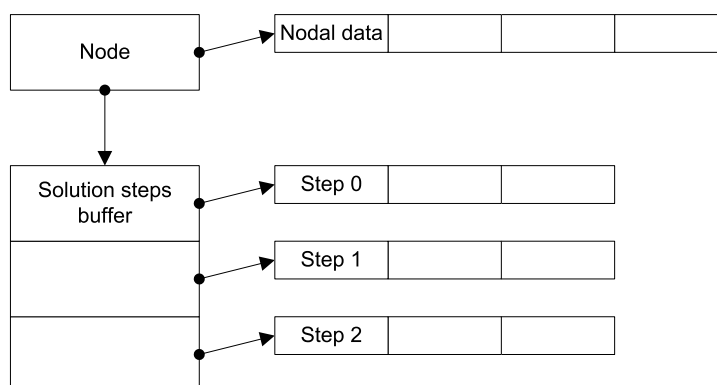 Node
Nodal data
Solution steps
buffer
Step 0
Step 1
Step 2